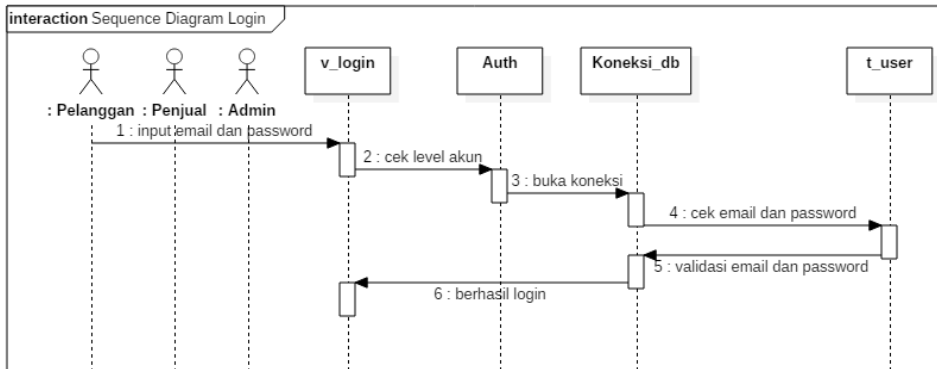 interaction Sequence Diagram Login
v_login
Auth
Koneksi_db
t_user
: Pelanggan
: Penjual
: Admin
1 : input email dan password
2 : cek level akun
3 : buka koneksi
4 : cek email dan password
5 : validasi email dan password
6 : berhasil login